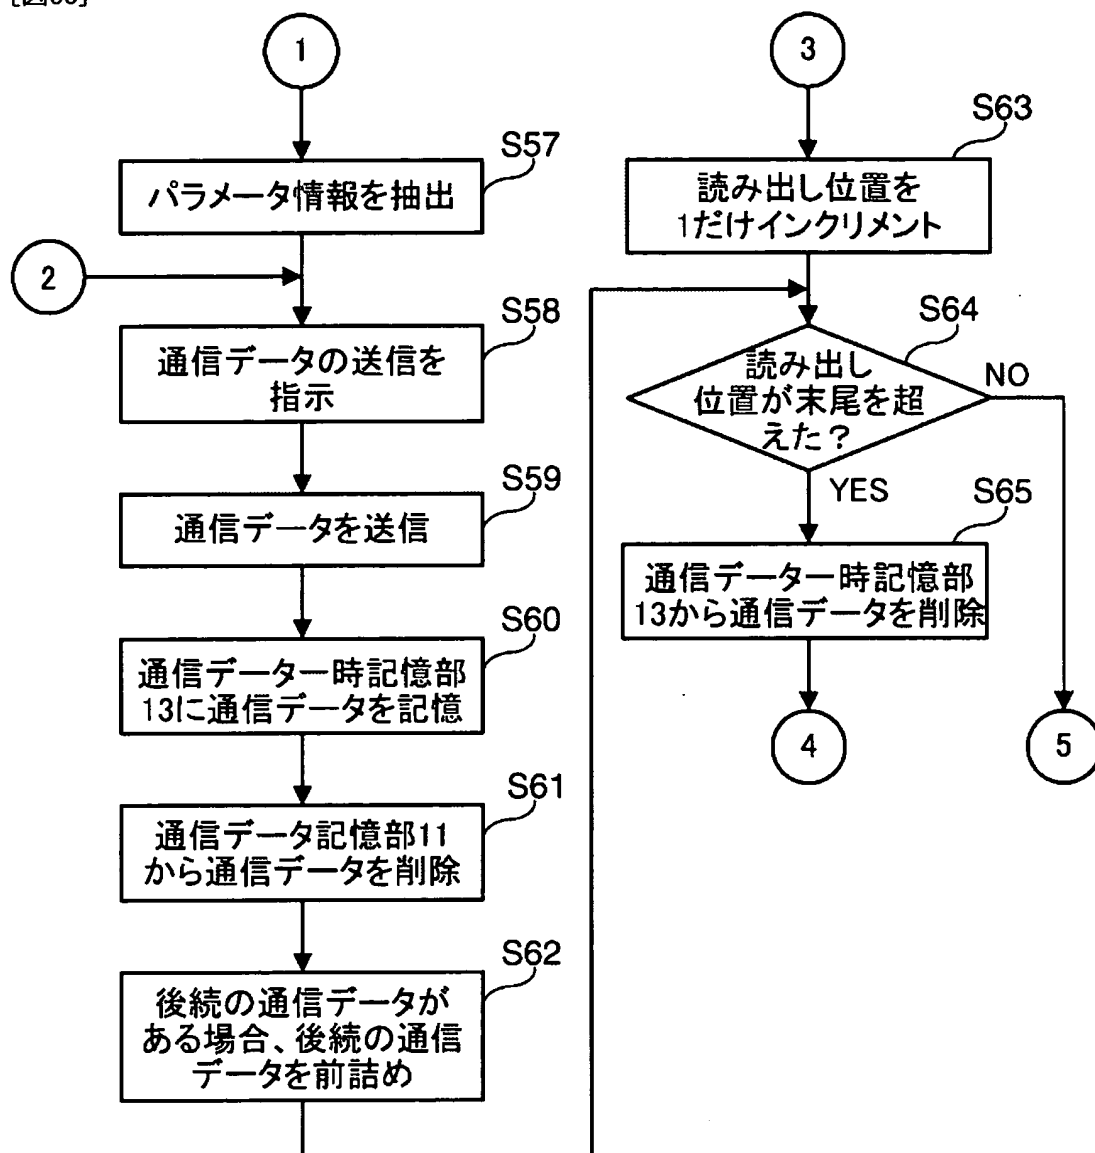 1
S57
パラメータ情報を抽出
2
S58
通信データの送信を
指示
S59
通信データを送信
S60
通信データ一時記憶部
13に通信データを記憶
S61
通信データ記憶部11
から通信データを削除
S62
後続の通信データが
ある場合、後続の通信
データを前詰め
3
S63
読み出し位置を
1だけインクリメント
S64
読み出し
位置が末尾を超
えた?
NO
YES
S65
通信データ一時記憶部
13から通信データを削除
4
5